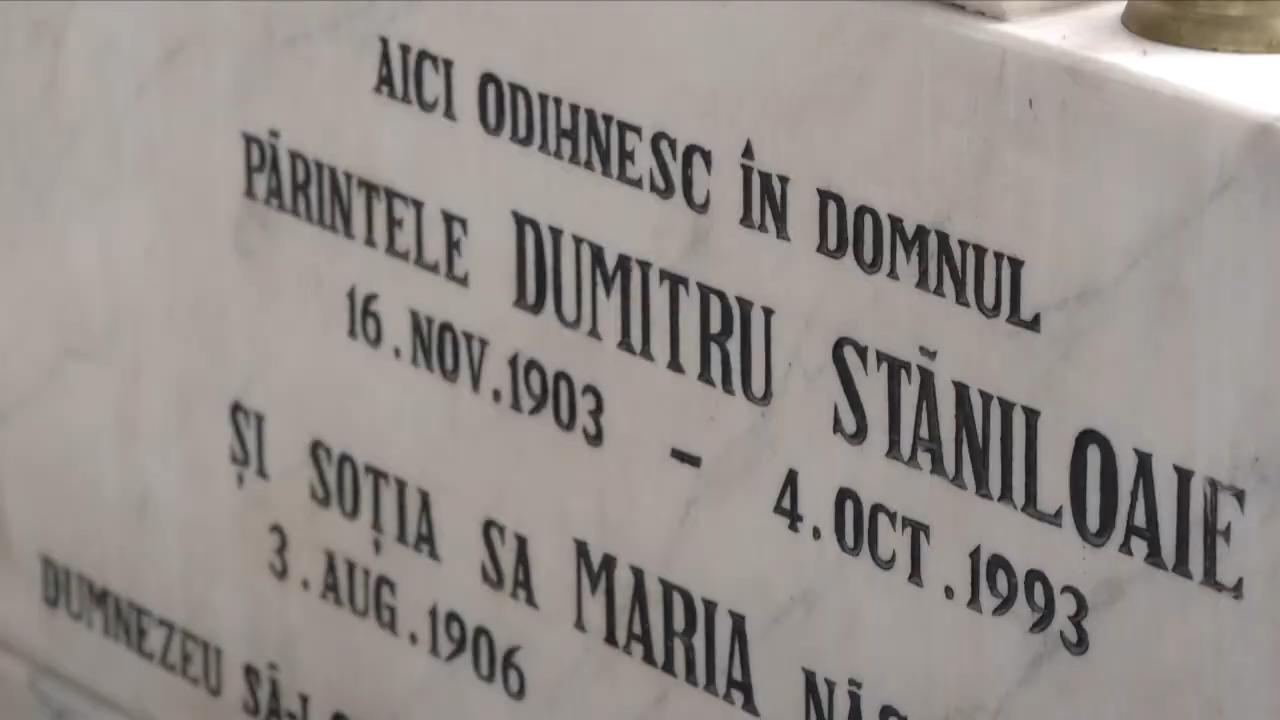 AICI ODIHNESC ÎN DOMNUL
PĂRINTELE DUMITRU STĂNILOAIE
16.NOV.1903 – 4.OCT.1993
ȘI SOȚIA SA MARIA
3.AUG.1906
DUMNEZEU